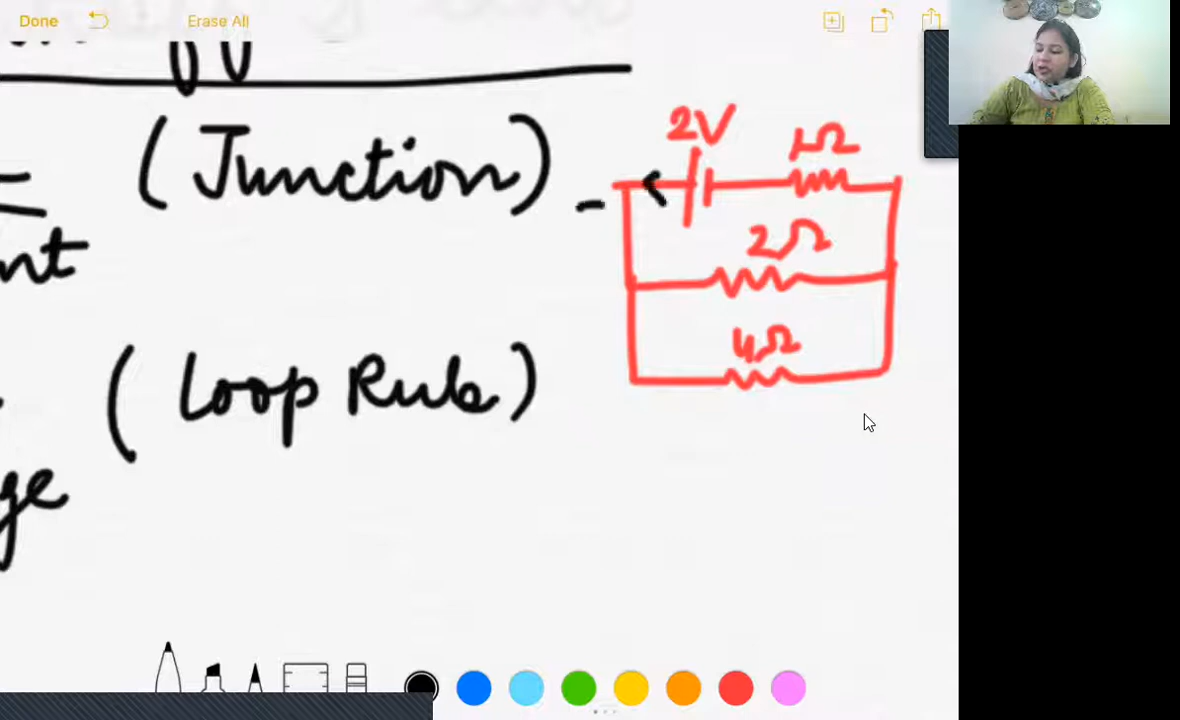 Done Erase All
(Junction)
nt
(Loop Rule)
ge
2V 1Ω
2Ω
4Ω